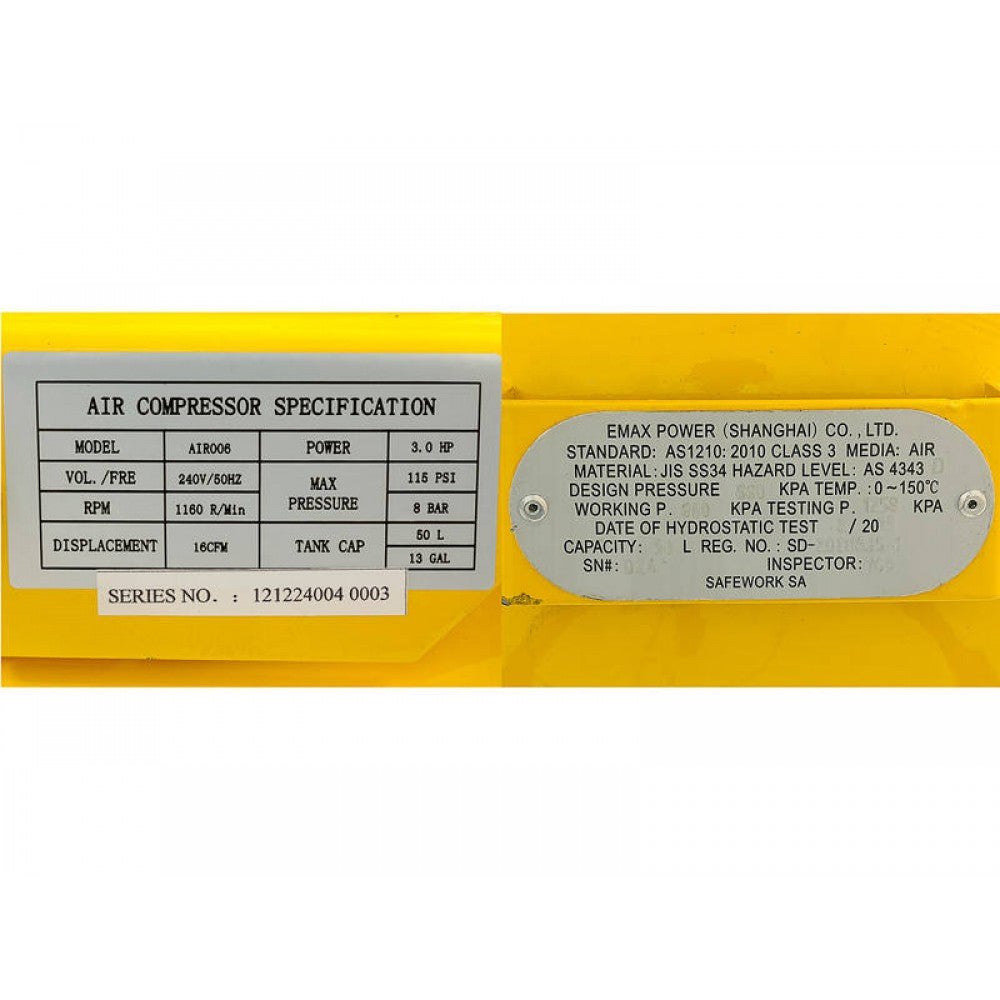 AIR COMPRESSOR SPECIFICATION
MODEL AIR006 POWER 3.0 HP
VOL./FRE 240V/50HZ MAX PRESSURE 115 PSI
RPM 1160 R/Min 8 BAR
DISPLACEMENT 16CFM TANK CAP 50 L
13 GAL
SERIES NO. : 121224004 0003
EMAX POWER (SHANGHAI) CO., LTD.
STANDARD: AS1210: 2010 CLASS 3 MEDIA: AIR
MATERIAL: JIS SS34 HAZARD LEVEL: AS 4343 D
DESIGN PRESSURE KPA TEMP. :0~150℃
WORKING P. KPA TESTING P. KPA
DATE OF HYDROSTATIC TEST / 20
CAPACITY: L REG. NO. : SD-
SN#: INSPECTOR:
SAFEWORK SA